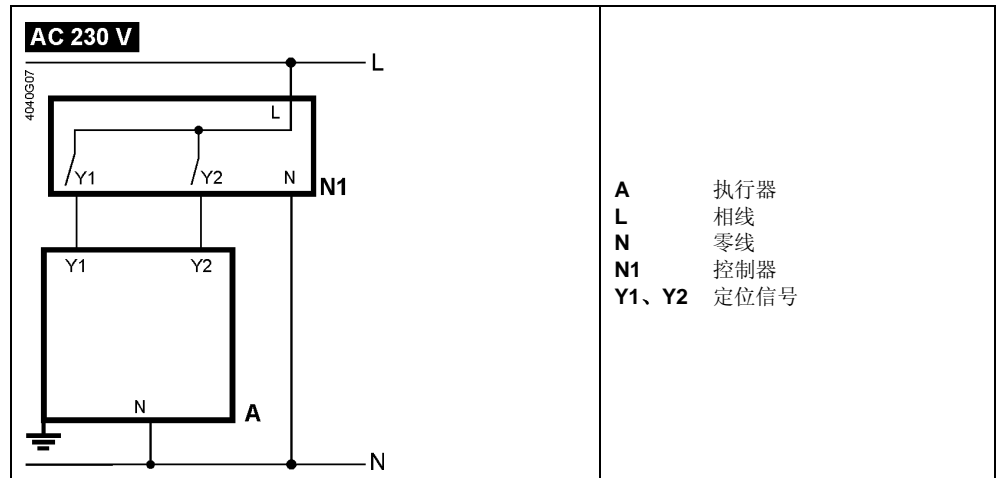 AC 230 V
L
4040G07
L
Y1
Y2
N
N1
Y1
Y2
N
A
N
A 执行器
L 相线
N 零线
N1 控制器
Y1、Y2 定位信号